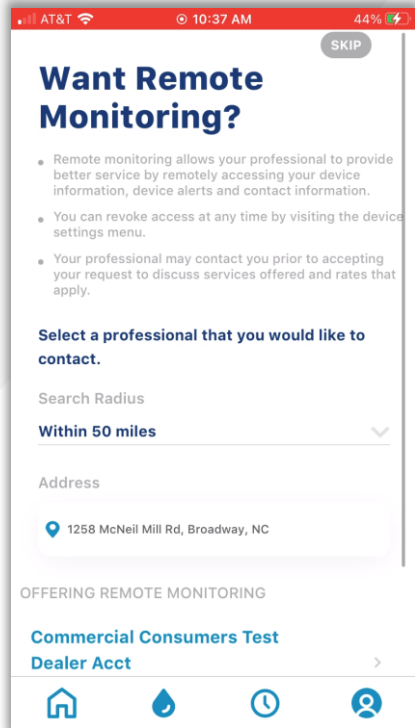 AT&T 10:37 AM 44%
SKIP
Want Remote
Monitoring?
• Remote monitoring allows your professional to provide
better service by remotely accessing your device
information, device alerts and contact information.
• You can revoke access at any time by visiting the device
settings menu.
• Your professional may contact you prior to accepting
your request to discuss services offered and rates that
apply.
Select a professional that you would like to
contact.
Search Radius
Within 50 miles
Address
1258 McNeil Mill Rd, Broadway, NC
OFFERING REMOTE MONITORING
Commercial Consumers Test
Dealer Acct